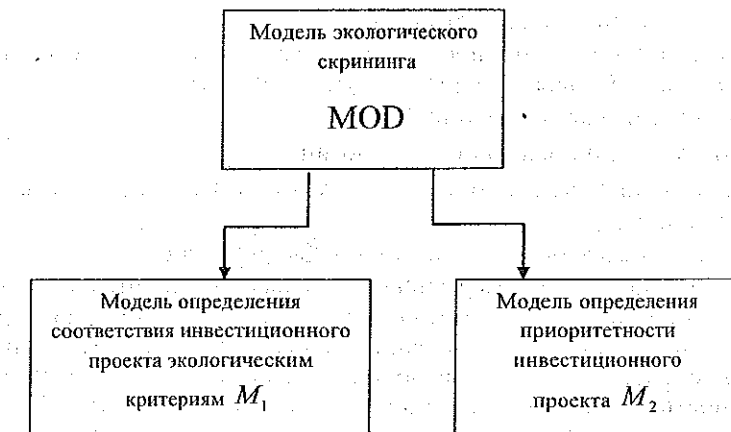 Модель экологического
скрининга
MOD
Модель определения
соответствия инвестиционного
проекта экологическим
критериям M₁
Модель определения
приоритетности
инвестиционного
проекта M₂